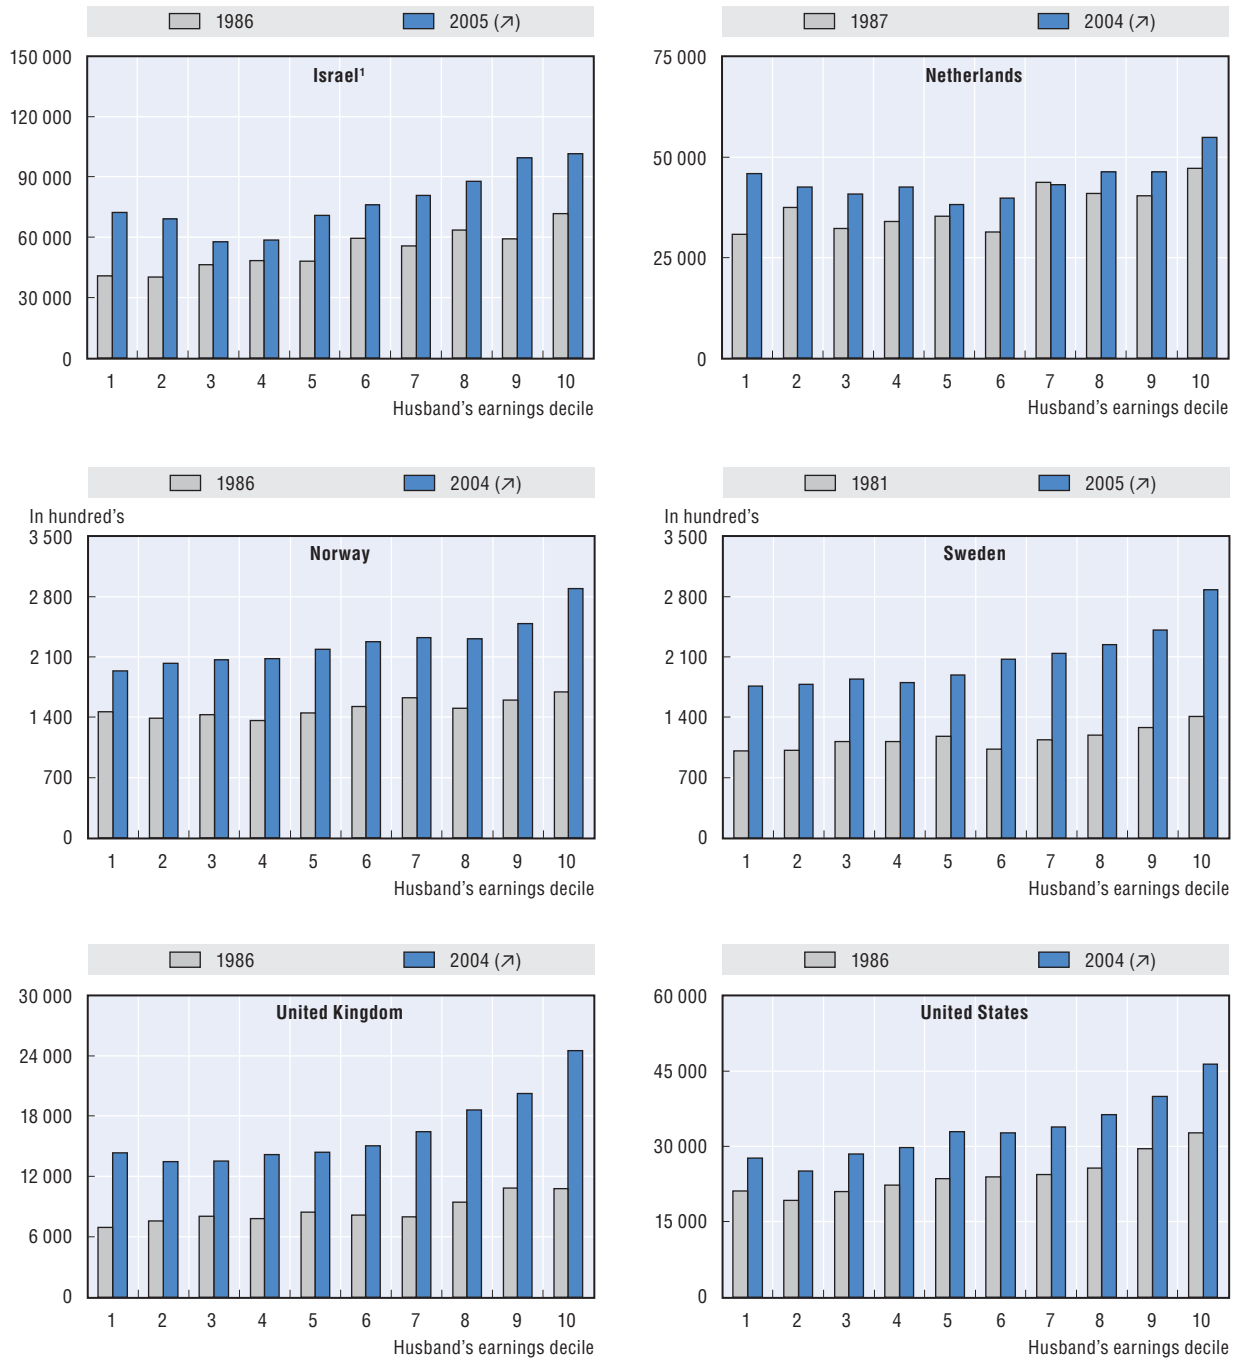 1986 2005 (↗)
150 000
120 000
90 000
60 000
30 000
0
Israel¹
1 2 3 4 5 6 7 8 9 10
Husband's earnings decile
1987 2004 (↗)
75 000
50 000
25 000
0
Netherlands
1 2 3 4 5 6 7 8 9 10
Husband's earnings decile
1986 2004 (↗)
In hundred's
3 500
2 800
2 100
1 400
700
0
Norway
1 2 3 4 5 6 7 8 9 10
Husband's earnings decile
1981 2005 (↗)
In hundred's
3 500
2 800
2 100
1 400
700
0
Sweden
1 2 3 4 5 6 7 8 9 10
Husband's earnings decile
1986 2004 (↗)
30 000
24 000
18 000
12 000
6 000
0
United Kingdom
1 2 3 4 5 6 7 8 9 10
Husband's earnings decile
1986 2004 (↗)
60 000
45 000
30 000
15 000
0
United States
1 2 3 4 5 6 7 8 9 10
Husband's earnings decile